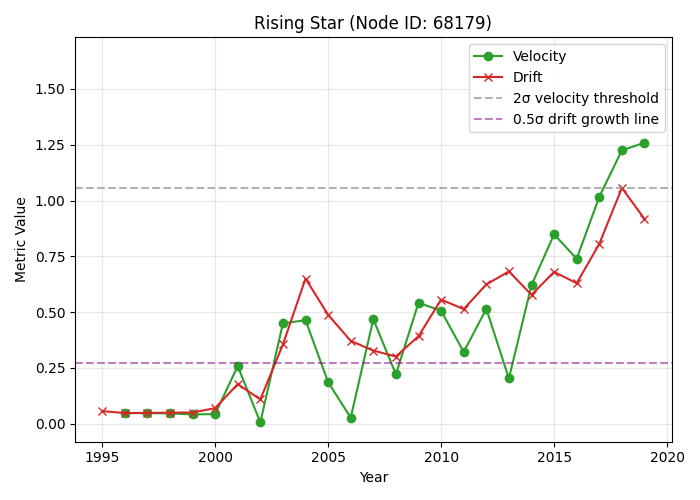 Rising Star (Node ID: 68179)
Velocity
Drift
2σ velocity threshold
0.5σ drift growth line
Metric Value
1.50
1.25
1.00
0.75
0.50
0.25
0.00
1995 2000 2005 2010 2015 2020
Year